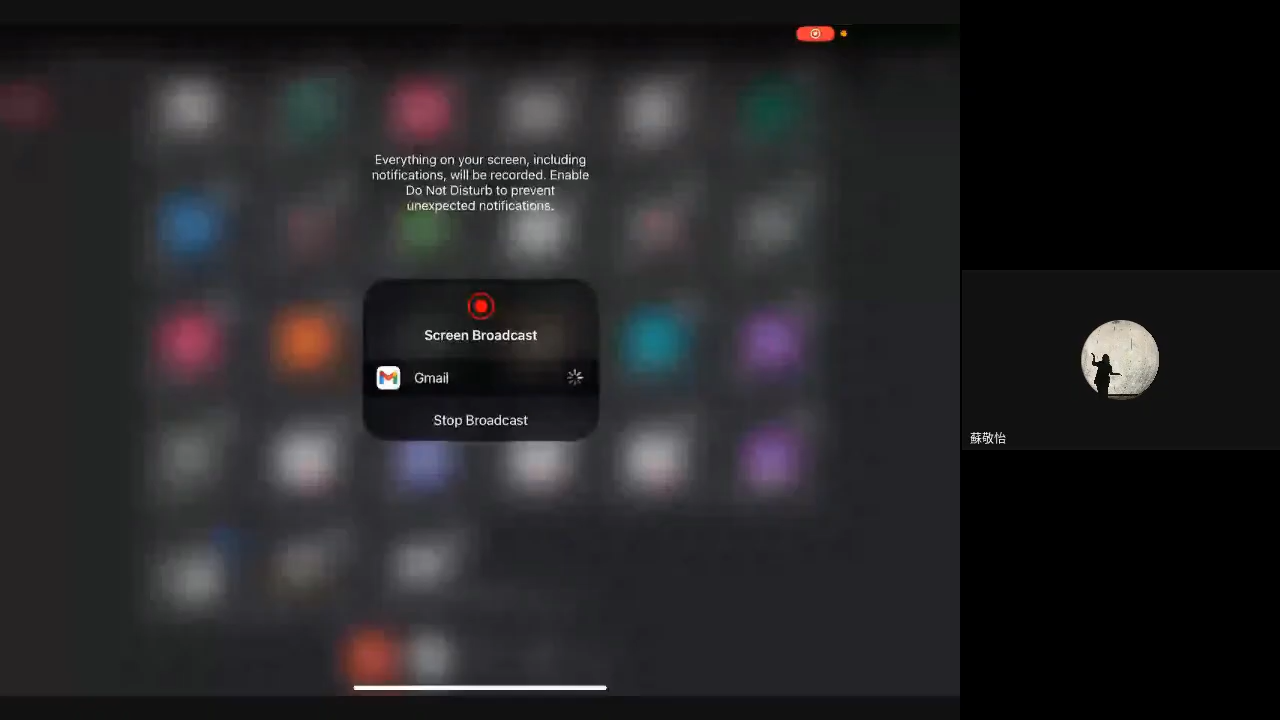 Everything on your screen, including
notifications, will be recorded. Enable
Do Not Disturb to prevent
unexpected notifications.
Screen Broadcast
Gmail
Stop Broadcast
蘇敬怡